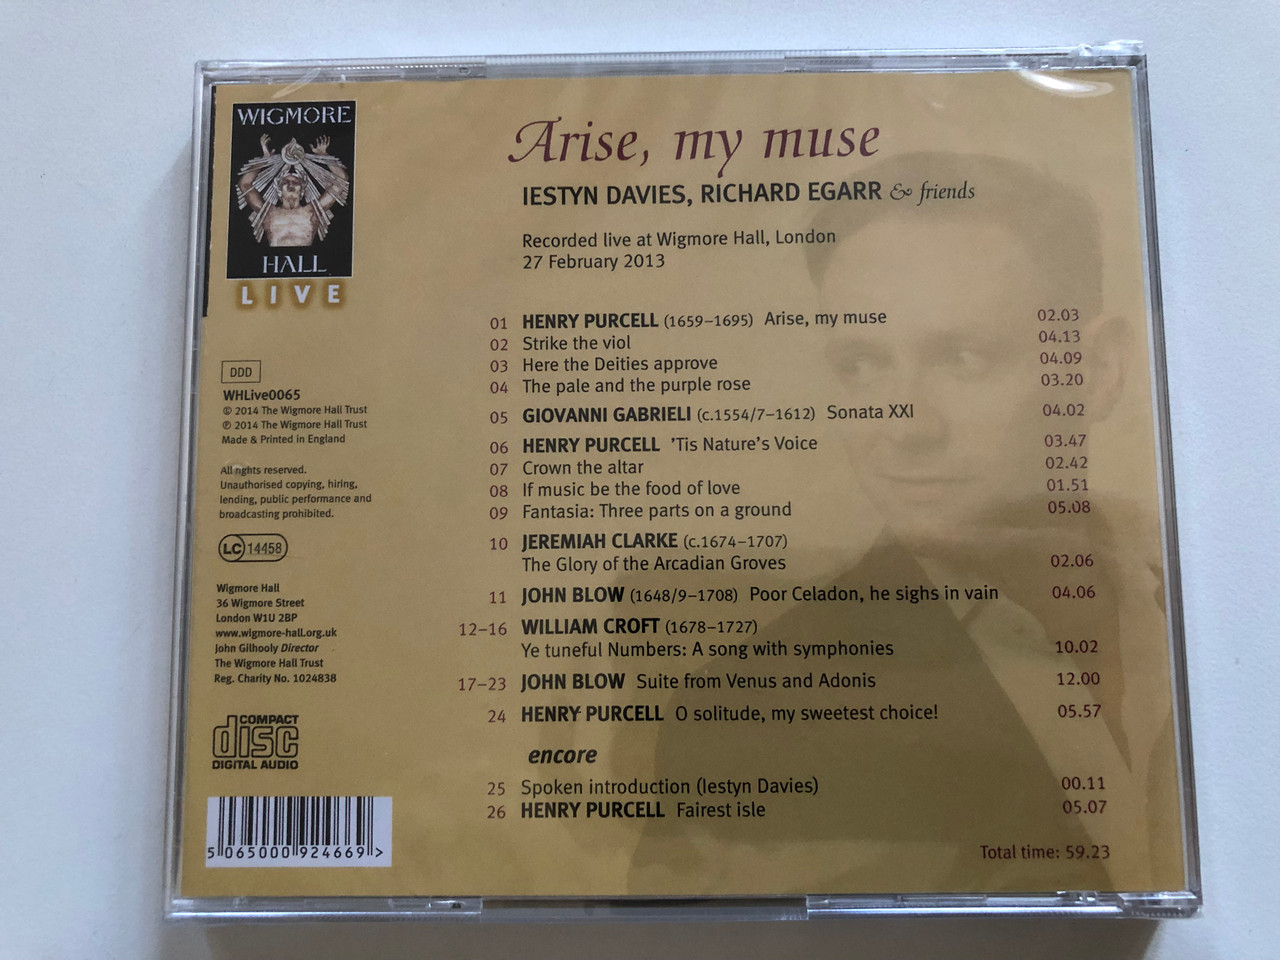 WIGMORE
HALL
LIVE
Arise, my muse
IESTYN DAVIES, RICHARD EGARR & friends
Recorded live at Wigmore Hall, London
27 February 2013
01 HENRY PURCELL (1659–1695) Arise, my muse 02.03
02 Strike the viol 04.13
03 Here the Deities approve 04.09
04 The pale and the purple rose 03.20
05 GIOVANNI GABRIELI (c.1554/7–1612) Sonata XXI 04.02
06 HENRY PURCELL 'Tis Nature's Voice 03.47
07 Crown the altar 02.42
08 If music be the food of love 01.51
09 Fantasia: Three parts on a ground 05.08
10 JEREMIAH CLARKE (c.1674–1707)
The Glory of the Arcadian Groves 02.06
11 JOHN BLOW (1648/9–1708) Poor Celadon, he sighs in vain 04.06
12–16 WILLIAM CROFT (1678–1727)
Ye tuneful Numbers: A song with symphonies 10.02
17–23 JOHN BLOW Suite from Venus and Adonis 12.00
24 HENRY PURCELL O solitude, my sweetest choice! 05.57
encore
25 Spoken introduction (Iestyn Davies) 00.11
26 HENRY PURCELL Fairest isle 05.07
Total time: 59.23
DDD
WHLive0065
© 2014 The Wigmore Hall Trust
℗ 2014 The Wigmore Hall Trust
Made & Printed in England
All rights reserved.
Unauthorised copying, hiring,
lending, public performance and
broadcasting prohibited.
LC 14458
Wigmore Hall
36 Wigmore Street
London W1U 2BP
www.wigmore-hall.org.uk
John Gilhooly Director
The Wigmore Hall Trust
Reg. Charity No. 1024838
COMPACT
disc
DIGITAL AUDIO
5 065000 924669 >